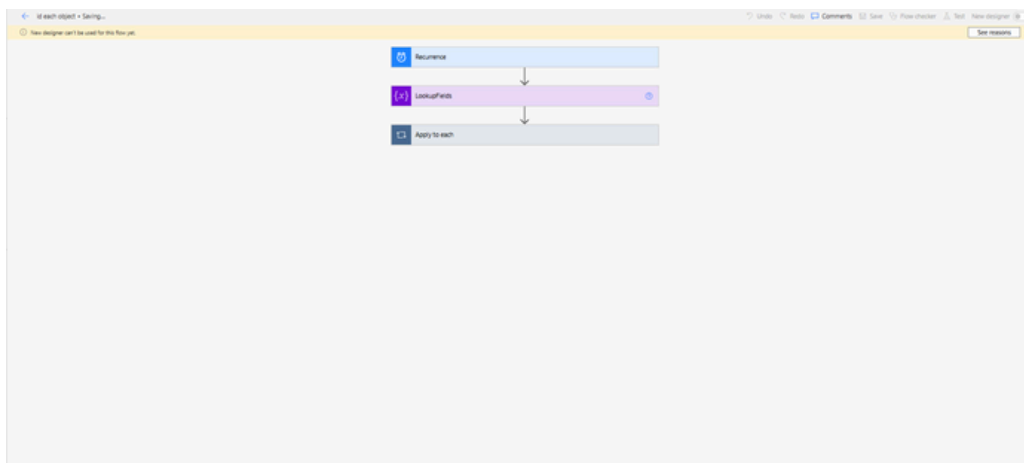 id each object • Saving...
Undo Redo Comments Save Flow checker Test New designer
New designer can't be used for this flow yet.
See reasons
Recurrence
{x} LookupFields
Apply to each